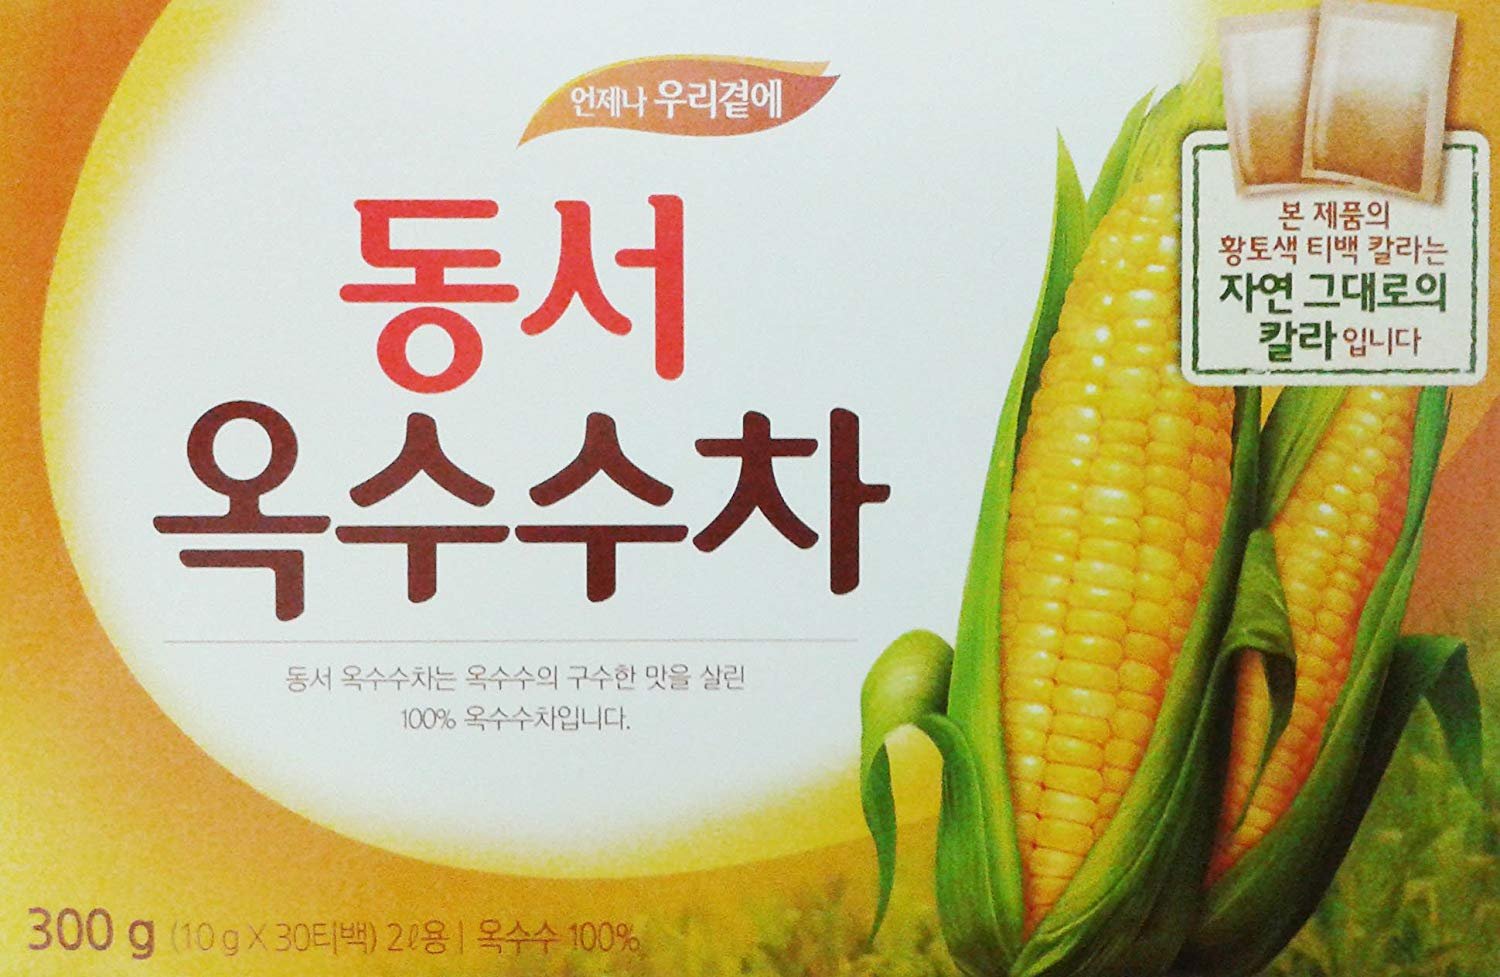 언제나 우리곁에
동서
옥수수차
동서 옥수수차는 옥수수의 구수한 맛을 살린
100% 옥수수차입니다.
본 제품의
황토색 티백 칼라는
자연 그대로의
칼라입니다
300 g (10 g X 30티백) 2ℓ용 | 옥수수 100%